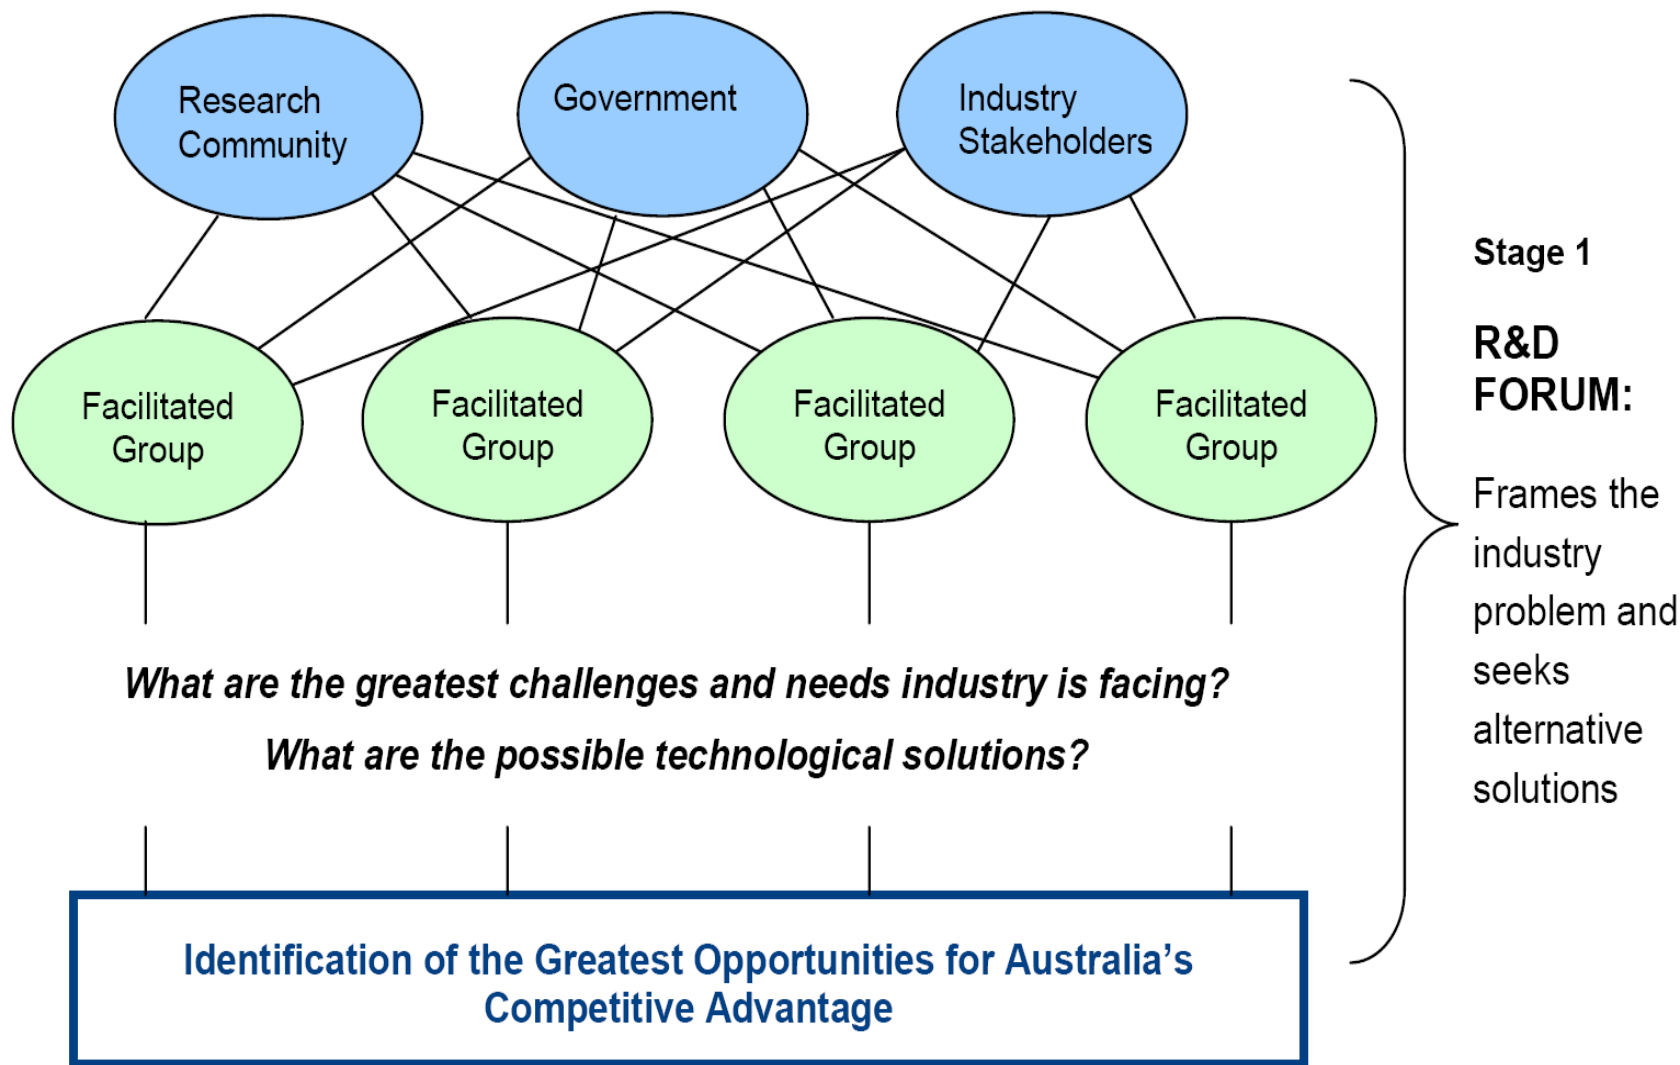 Research
Community
Government
Industry
Stakeholders
Facilitated
Group
Facilitated
Group
Facilitated
Group
Facilitated
Group
What are the greatest challenges and needs industry is facing?
What are the possible technological solutions?
Identification of the Greatest Opportunities for Australia’s
Competitive Advantage
Stage 1
R&D
FORUM:
Frames the
industry
problem and
seeks
alternative
solutions